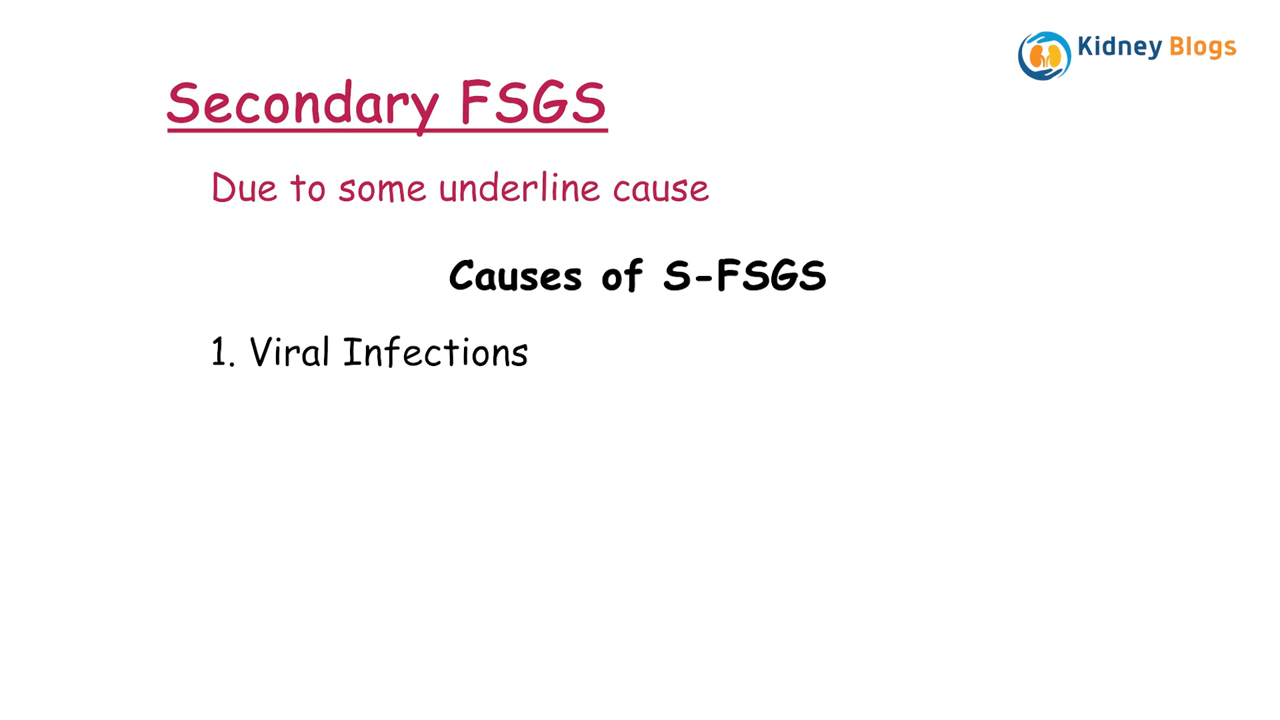 Kidney Blogs
Secondary FSGS
Due to some underline cause
Causes of S-FSGS
1. Viral Infections